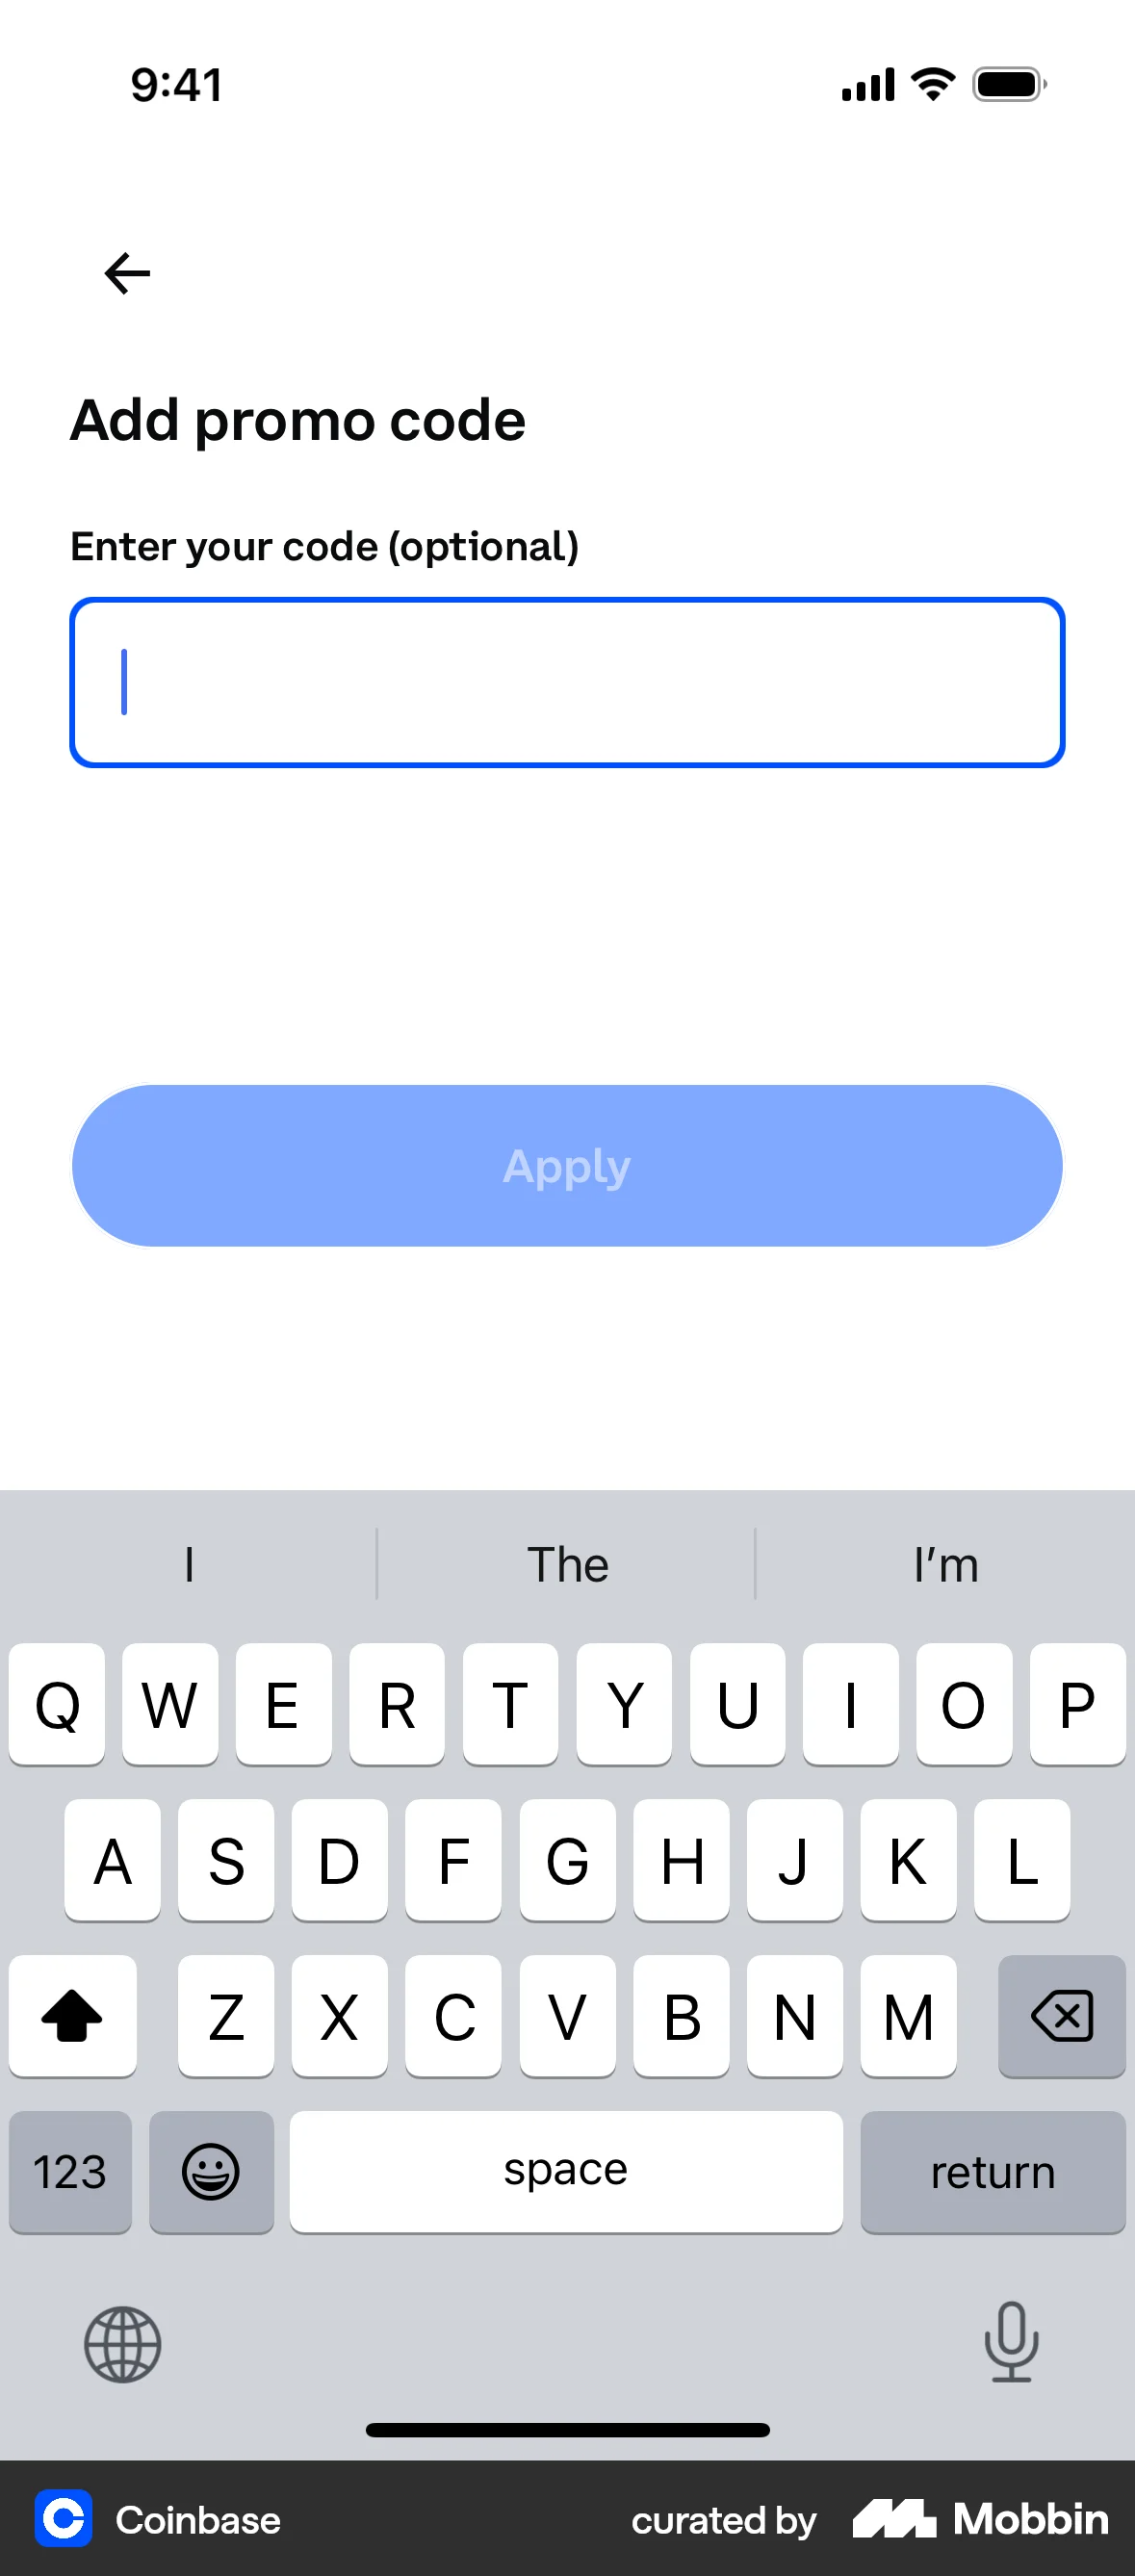 9:41
Add promo code
Enter your code (optional)
Apply
I The I’m
Q W E R T Y U I O P
A S D F G H J K L
Z X C V B N M
123 space return
Coinbase curated by Mobbin